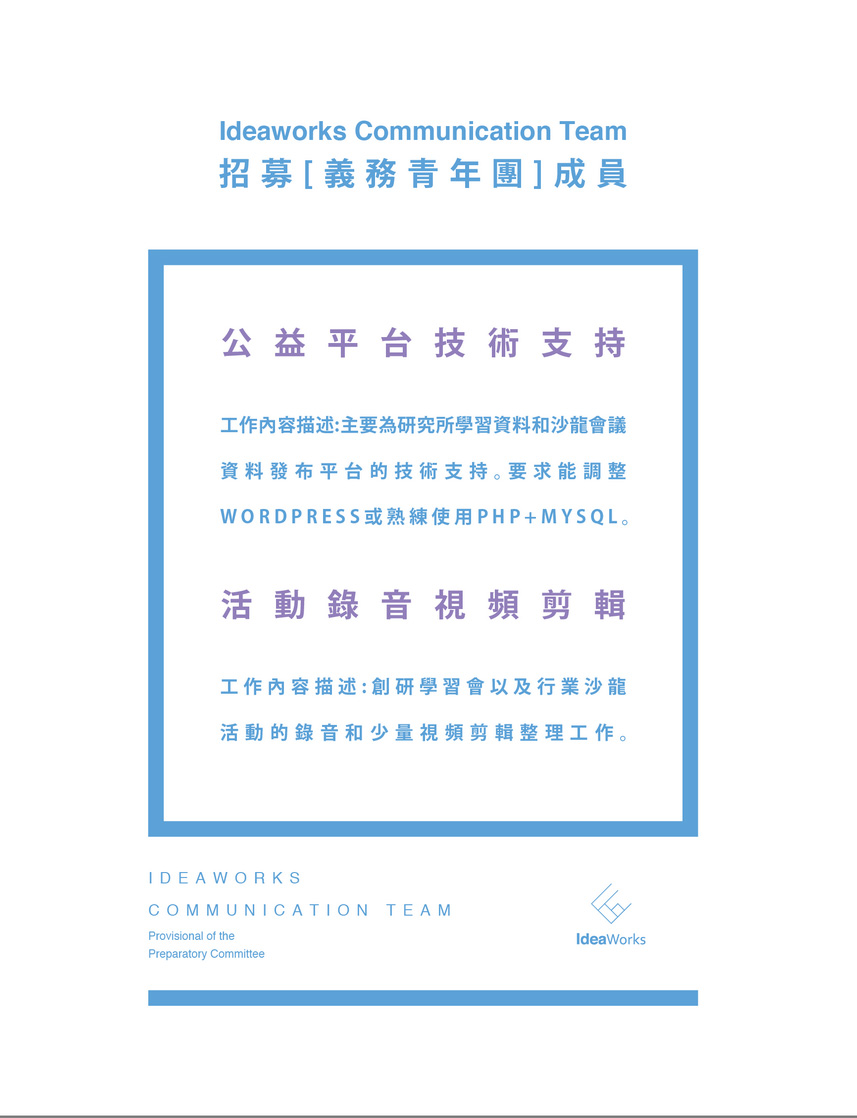 Ideaworks Communication Team
招募[義務青年團]成員
公益平台技術支持
工作內容描述:主要為研究所學習資料和沙龍會議
資料發布平台的技術支持。要求能調整
WORDPRESS或熟練使用PHP+MYSQL。
活動錄音視頻剪輯
工作內容描述:創研學習會以及行業沙龍
活動的錄音和少量視頻剪輯整理工作。
IDEAWORKS
COMMUNICATION TEAM
Provisional of the
Preparatory Committee
IdeaWorks